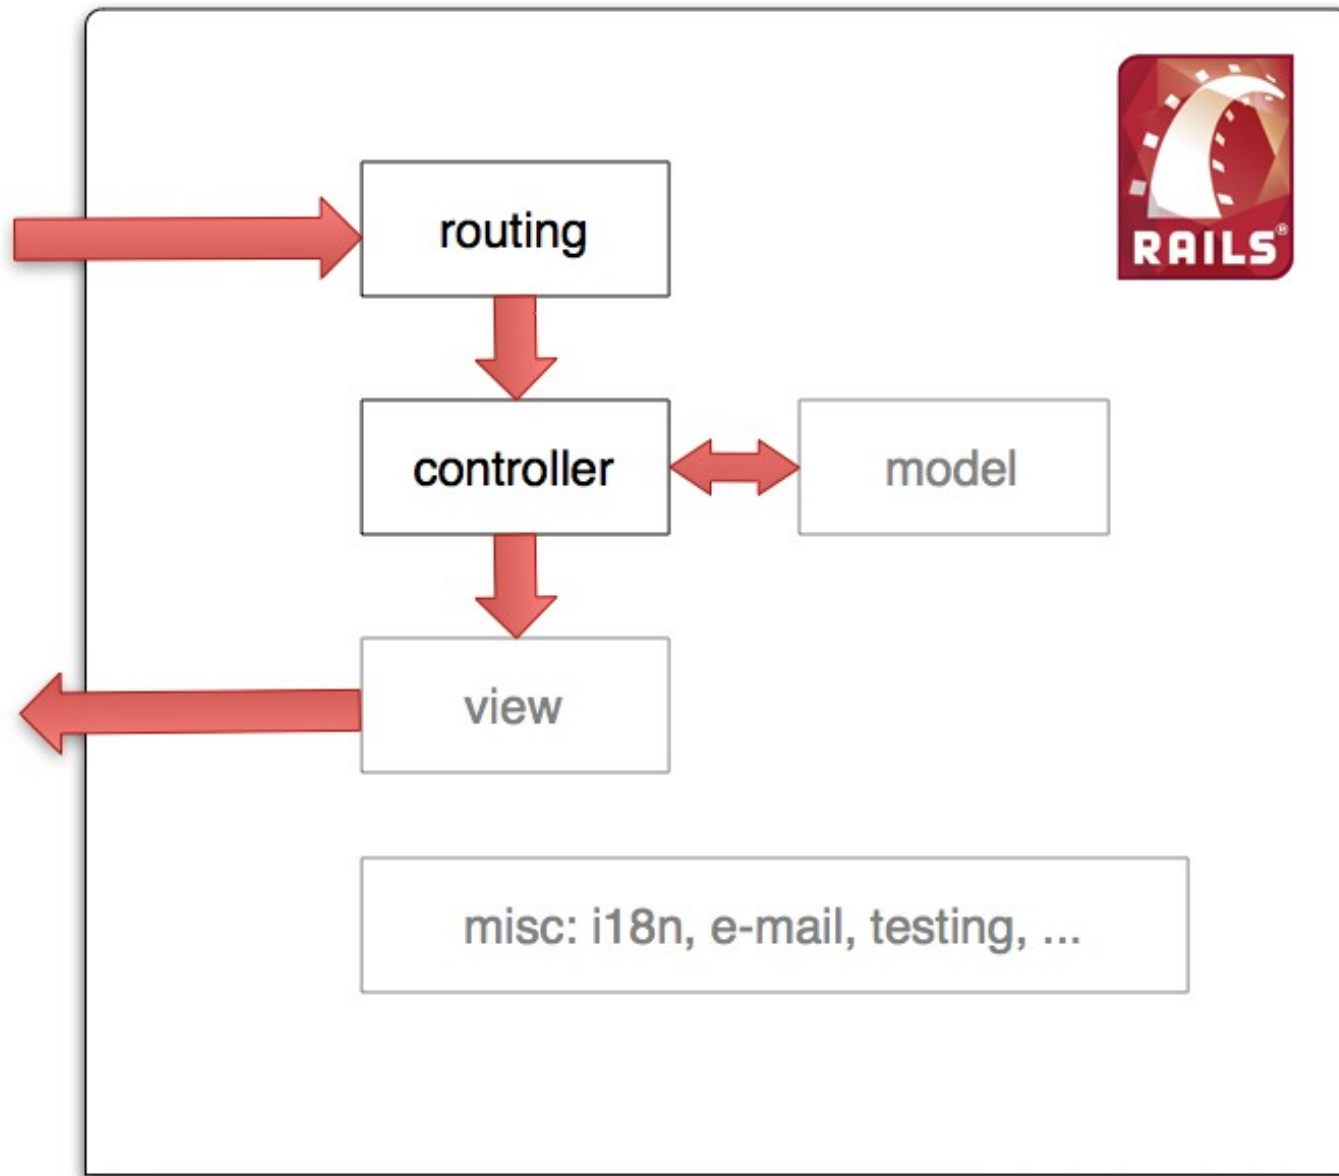 RAILS®
routing
controller
model
view
misc: i18n, e-mail, testing, ...